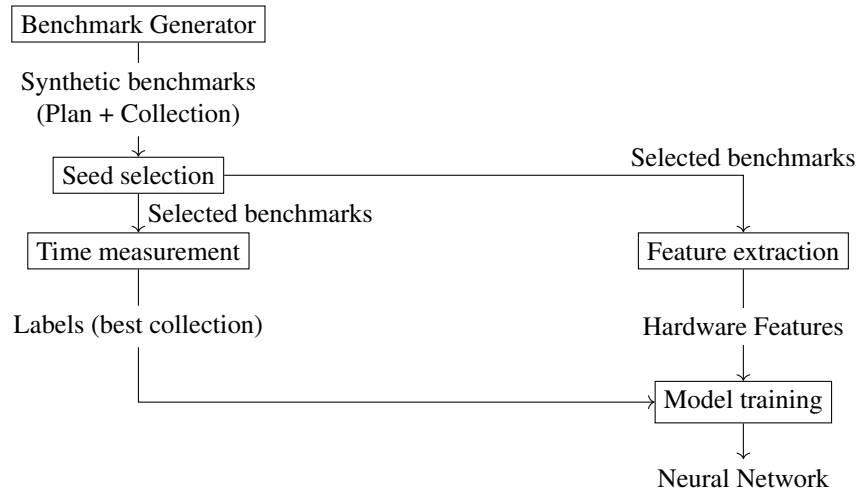 Benchmark Generator
Synthetic benchmarks
(Plan + Collection)
Selected benchmarks
Seed selection
Selected benchmarks
Time measurement
Feature extraction
Labels (best collection)
Hardware Features
Model training
Neural Network